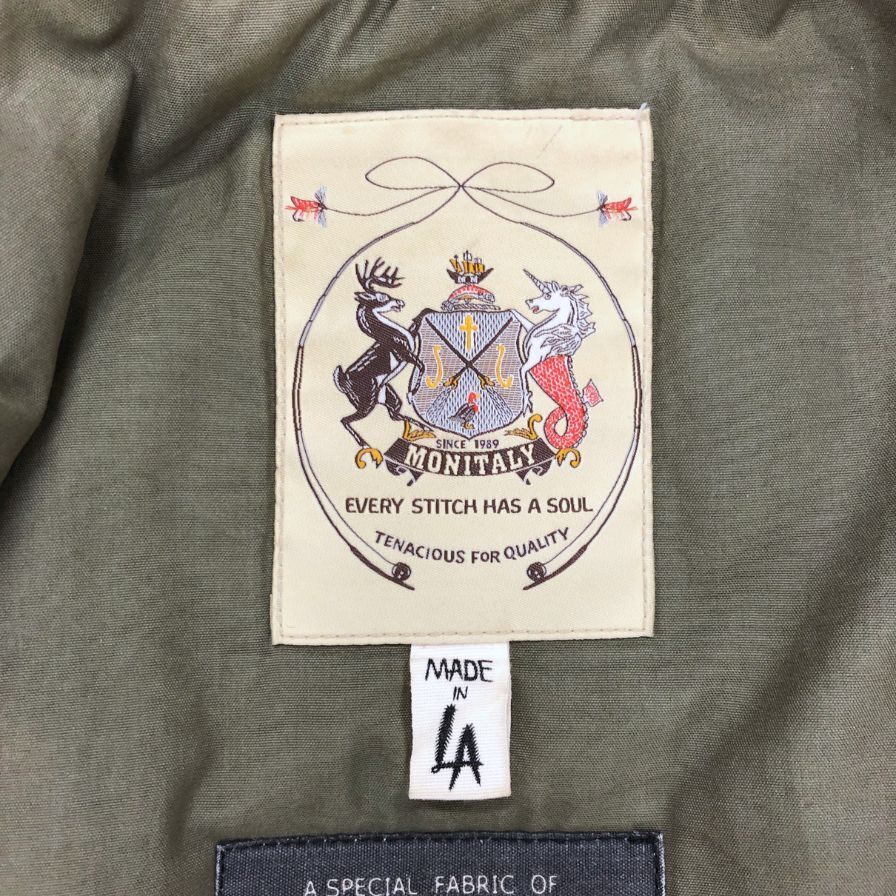 SINCE 1989
MONITALY
EVERY STITCH HAS A SOUL
TENACIOUS FOR QUALITY
MADE
IN
LA
A SPECIAL FABRIC OF